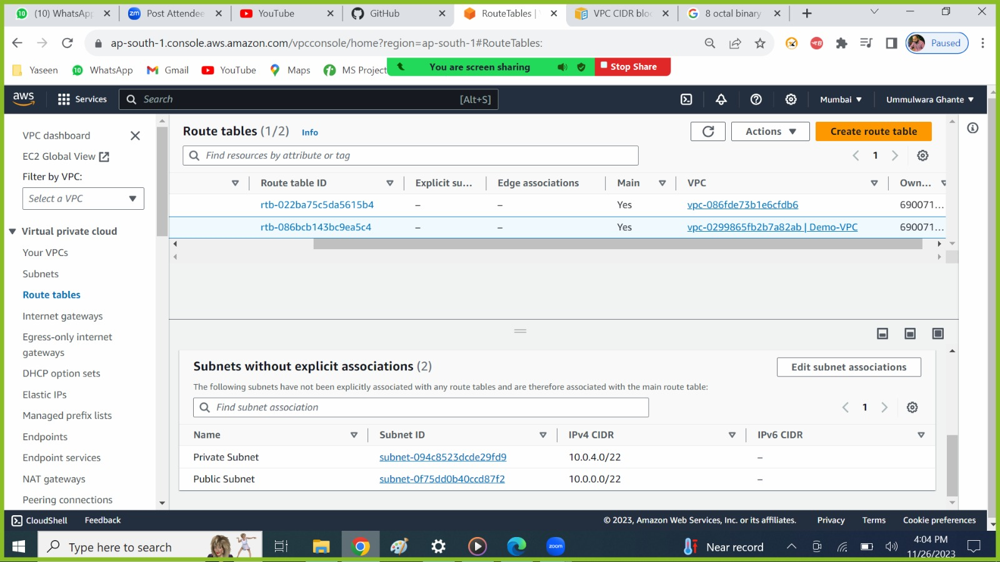 10 (10) WhatsApp
zm Post Attendee
YouTube
GitHub
RouteTables |
VPC CIDR bloc
8 octal binary
ap-south-1.console.aws.amazon.com/vpcconsole/home?region=ap-south-1#RouteTables:
Paused
Yaseen
10 WhatsApp
Gmail
YouTube
Maps
MS Project
You are screen sharing
Stop Share
aws
Services
Search
[Alt+S]
Mumbai
Ummulwara Ghante
VPC dashboard
EC2 Global View
Filter by VPC:
Select a VPC
Virtual private cloud
Your VPCs
Subnets
Route tables
Internet gateways
Egress-only internet
gateways
DHCP option sets
Elastic IPs
Managed prefix lists
Endpoints
Endpoint services
NAT gateways
Peering connections
Route tables (1/2) Info
Actions
Create route table
Find resources by attribute or tag
1
Route table ID Explicit su... Edge associations Main VPC Own...
rtb-022ba75c5da5615b4 – – Yes vpc-086fde73b1e6cfdb6 690071...
rtb-086bcb143bc9ea5c4 – – Yes vpc-0299865fb2b7a82ab | Demo-VPC 690071...
Subnets without explicit associations (2)
Edit subnet associations
The following subnets have not been explicitly associated with any route tables and are therefore associated with the main route table:
Find subnet association
1
Name Subnet ID IPv4 CIDR IPv6 CIDR
Private Subnet subnet-094c8523dcde29fd9 10.0.4.0/22 –
Public Subnet subnet-0f75dd0b40ccd87f2 10.0.0.0/22 –
CloudShell Feedback
© 2023, Amazon Web Services, Inc. or its affiliates. Privacy Terms Cookie preferences
Type here to search
zoom
Near record
4:04 PM
11/26/2023